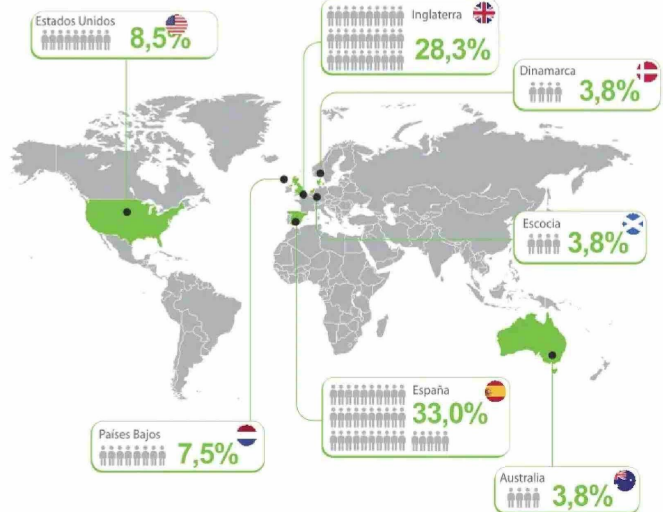 Estados Unidos
8,5%
Inglaterra
28,3%
Dinamarca
3,8%
Escocia
3,8%
España
33,0%
Países Bajos
7,5%
Australia
3,8%